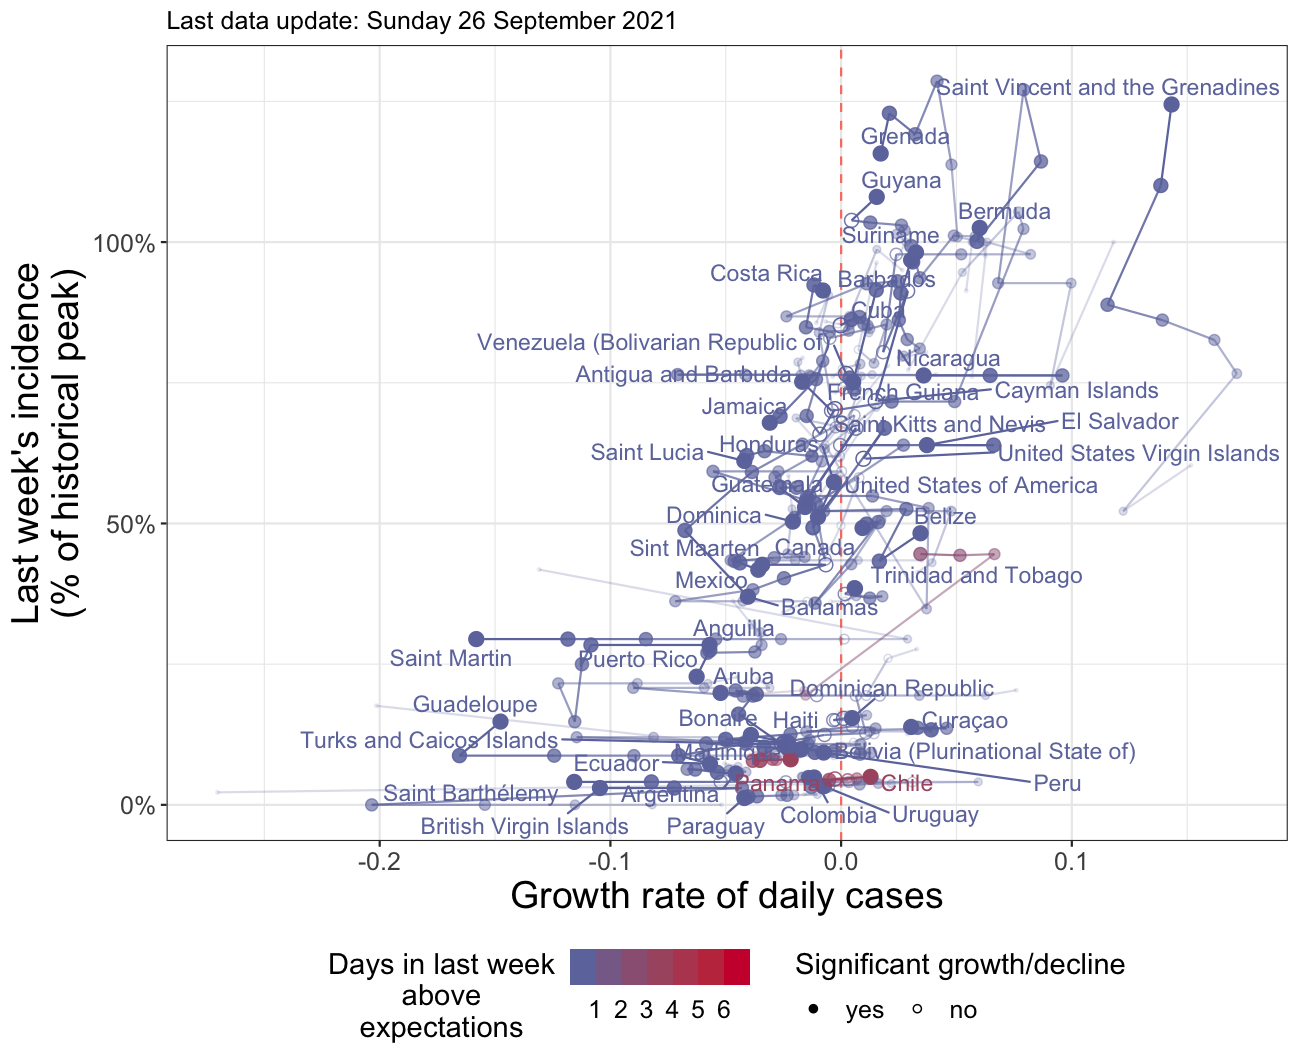 Last data update: Sunday 26 September 2021
Last week's incidence
(% of historical peak)
100%
50%
0%
Saint Vincent and the Grenadines
Grenada
Guyana
Bermuda
Suriname
Costa Rica
Barbados
Cuba
Venezuela (Bolivarian Republic of)
Nicaragua
Antigua and Barbuda
French Guiana
Cayman Islands
Jamaica
Saint Kitts and Nevis
El Salvador
Honduras
Saint Lucia
United States Virgin Islands
Guatemala
United States of America
Dominica
Belize
Sint Maarten
Canada
Mexico
Trinidad and Tobago
Bahamas
Anguilla
Saint Martin
Puerto Rico
Aruba
Dominican Republic
Guadeloupe
Bonaire
Haiti
Curaçao
Turks and Caicos Islands
Martinique
Bolivia (Plurinational State of)
Ecuador
Panama
Chile
Peru
Saint Barthélemy
Argentina
British Virgin Islands
Paraguay
Colombia
Uruguay
-0.2
-0.1
0.0
0.1
Growth rate of daily cases
Days in last week
above
expectations
1 2 3 4 5 6
Significant growth/decline
yes
no